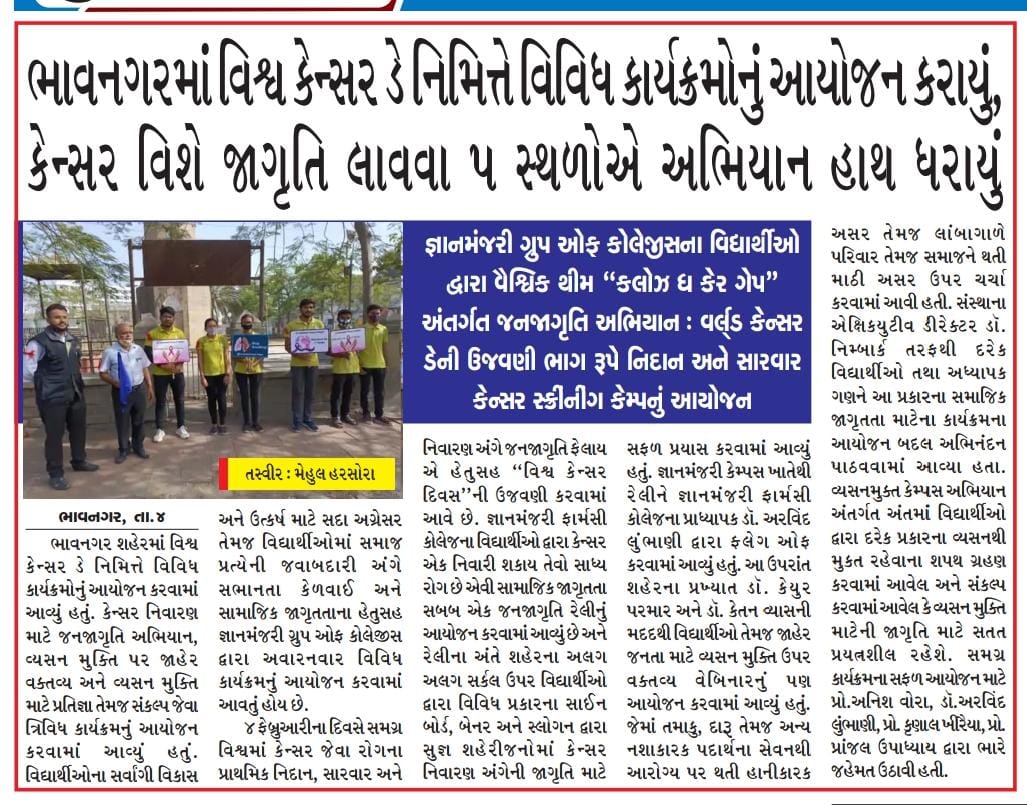 ભાવનગરમાં વિશ્વ કેન્સર ડે નિમિત્તે વિવિધ કાર્યક્રમોનું આયોજન કરાયું,
કેન્સર વિશે જાગૃતિ લાવવા ૫ સ્થળોએ અભિયાન હાથ ધરાયું
જ્ઞાનમંજરી ગ્રુપ ઓફ કોલેજીસના વિદ્યાર્થીઓ
દ્વારા વૈશ્વિક થીમ “કલોઝ ધ કેર ગેપ”
અંતર્ગત જનજાગૃતિ અભિયાન : વર્લ્ડ કેન્સર
ડેની ઉજવણી ભાગ રૂપે નિદાન અને સારવાર
કેન્સર સ્ક્રીનીગ કેમ્પનું આયોજન
તસ્વીર : મેહુલ હરસોરા
ભાવનગર, તા.૪
ભાવનગર શહેરમાં વિશ્વ
કેન્સર ડે નિમિત્તે વિવિધ
કાર્યક્રમોનું આયોજન કરવામાં
આવ્યું હતું. કેન્સર નિવારણ
માટે જનજાગૃતિ અભિયાન,
વ્યસન મુક્તિ પર જાહેર
વક્તવ્ય અને વ્યસન મુક્તિ
માટે પ્રતિજ્ઞા તેમજ સંકલ્પ જેવા
ત્રિવિધ કાર્યક્રમનું આયોજન
કરવામાં આવ્યું હતું.
વિદ્યાર્થીઓના સર્વાંગી વિકાસ
અને ઉત્કર્ષ માટે સદા અગ્રેસર
તેમજ વિદ્યાર્થીઓમાં સમાજ
પ્રત્યેની જવાબદારી અંગે
સભાનતા કેળવાઈ અને
સામાજિક જાગૃતતાના હેતુસહ
જ્ઞાનમંજરી ગ્રુપ ઓફ કોલેજીસ
દ્વારા અવારનવાર વિવિધ
કાર્યક્રમનું આયોજન કરવામાં
આવતું હોય છે.
૪ ફેબ્રુઆરીના દિવસે સમગ્ર
વિશ્વમાં કેન્સર જેવા રોગના
પ્રાથમિક નિદાન, સારવાર અને
નિવારણ અંગે જનજાગૃતિ ફેલાય
એ હેતુસહ “વિશ્વ કેન્સર
દિવસ”ની ઉજવણી કરવામાં
આવે છે. જ્ઞાનમંજરી ફાર્મસી
કોલેજના વિદ્યાર્થીઓ દ્વારા કેન્સર
એક નિવારી શકાય તેવો સાધ્ય
રોગ છે એવી સામાજિક જાગૃતતા
સબબ એક જનજાગૃતિ રેલીનું
આયોજન કરવામાં આવ્યું છે અને
રેલીના અંતે શહેરના અલગ
અલગ સર્કલ ઉપર વિદ્યાર્થીઓ
દ્વારા વિવિધ પ્રકારના સાઈન
બોર્ડ, બેનર અને સ્લોગન દ્વારા
સુજ્ઞ શહેરીજનોમાં કેન્સર
નિવારણ અંગેની જાગૃતિ માટે
સફળ પ્રયાસ કરવામાં આવ્યું
હતું. જ્ઞાનમંજરી કેમ્પસ ખાતેથી
રેલીને જ્ઞાનમંજરી ફાર્મસી
કોલેજના પ્રાધ્યાપક ડૉ. અરવિંદ
લુંભાણી દ્વારા ફ્લેગ ઓફ
કરવામાં આવ્યું હતું. આ ઉપરાંત
શહેરના પ્રખ્યાત ડૉ. કેયુર
પરમાર અને ડૉ. કેતન વ્યાસની
મદદથી વિદ્યાર્થીઓ તેમજ જાહેર
જનતા માટે વ્યસન મુક્તિ ઉપર
વક્તવ્ય વેબિનારનું પણ
આયોજન કરવામાં આવ્યું હતું.
જેમાં તમાકુ, દારૂ તેમજ અન્ય
નશાકારક પદાર્થના સેવનથી
આરોગ્ય પર થતી હાનીકારક
અસર તેમજ લાંબાગાળે
પરિવાર તેમજ સમાજને થતી
માઠી અસર ઉપર ચર્ચા
કરવામાં આવી હતી. સંસ્થાના
એક્ષિકયુટીવ ડીરેક્ટર ડૉ.
નિમ્બાર્ક તરફથી દરેક
વિદ્યાર્થીઓ તથા અધ્યાપક
ગણને આ પ્રકારના સમાજિક
જાગૃતતા માટેના કાર્યક્રમના
આયોજન બદલ અભિનંદન
પાઠવવામાં આવ્યા હતા.
વ્યસનમુક્ત કેમ્પસ અભિયાન
અંતર્ગત અંતમાં વિદ્યાર્થીઓ
દ્વારા દરેક પ્રકારના વ્યસનથી
મુકત રહેવાના શપથ ગ્રહણ
કરવામાં આવેલ અને સંકલ્પ
કરવામાં આવેલ કે વ્યસન મુક્તિ
માટેની જાગૃતિ માટે સતત
પ્રયત્નશીલ રહેશે. સમગ્ર
કાર્યક્રમના સફળ આયોજન માટે
પ્રો.અનિશ વોરા, ડૉ.અરવિંદ
લુંભાણી, પ્રો. કૃણાલ ખીરૈયા, પ્રો.
પ્રાંજલ ઉપાધ્યાય દ્વારા ભારે
જહેમત ઉઠાવી હતી.